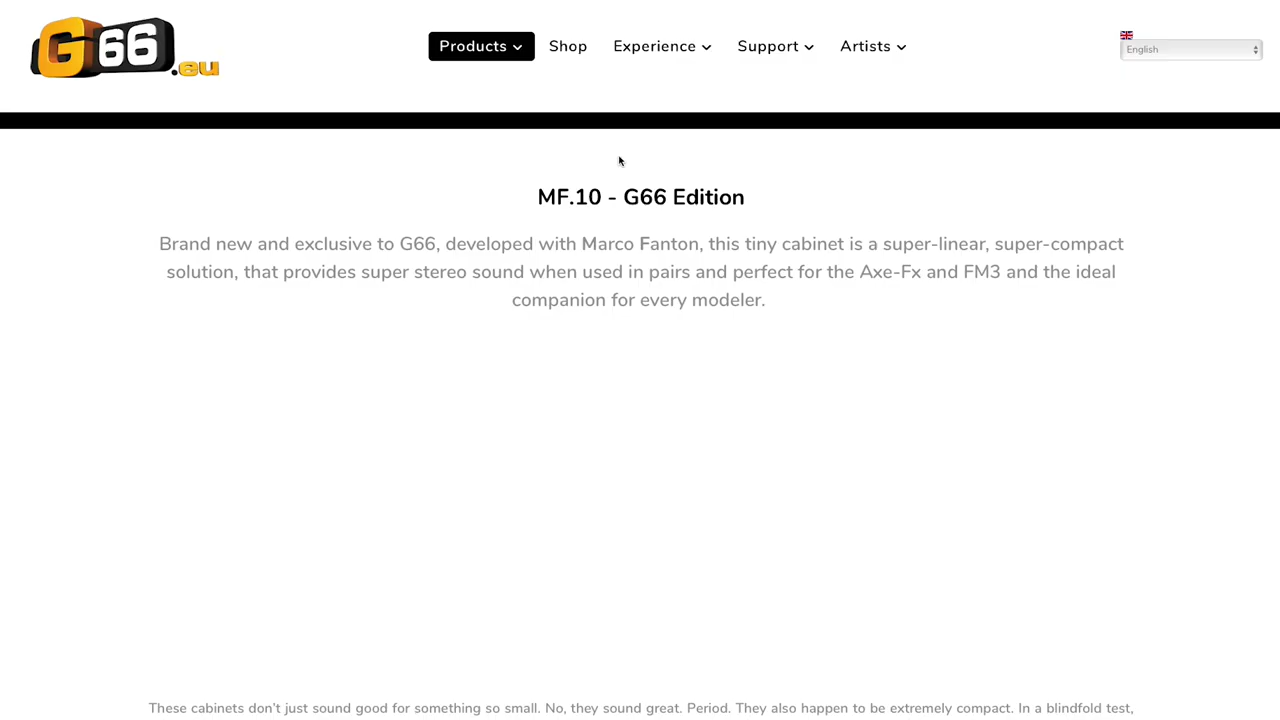 G66.eu
Products
Shop
Experience
Support
Artists
English
MF.10 - G66 Edition
Brand new and exclusive to G66, developed with Marco Fanton, this tiny cabinet is a super-linear, super-compact
solution, that provides super stereo sound when used in pairs and perfect for the Axe-Fx and FM3 and the ideal
companion for every modeler.
These cabinets don't just sound good for something so small. No, they sound great. Period. They also happen to be extremely compact. In a blindfold test,